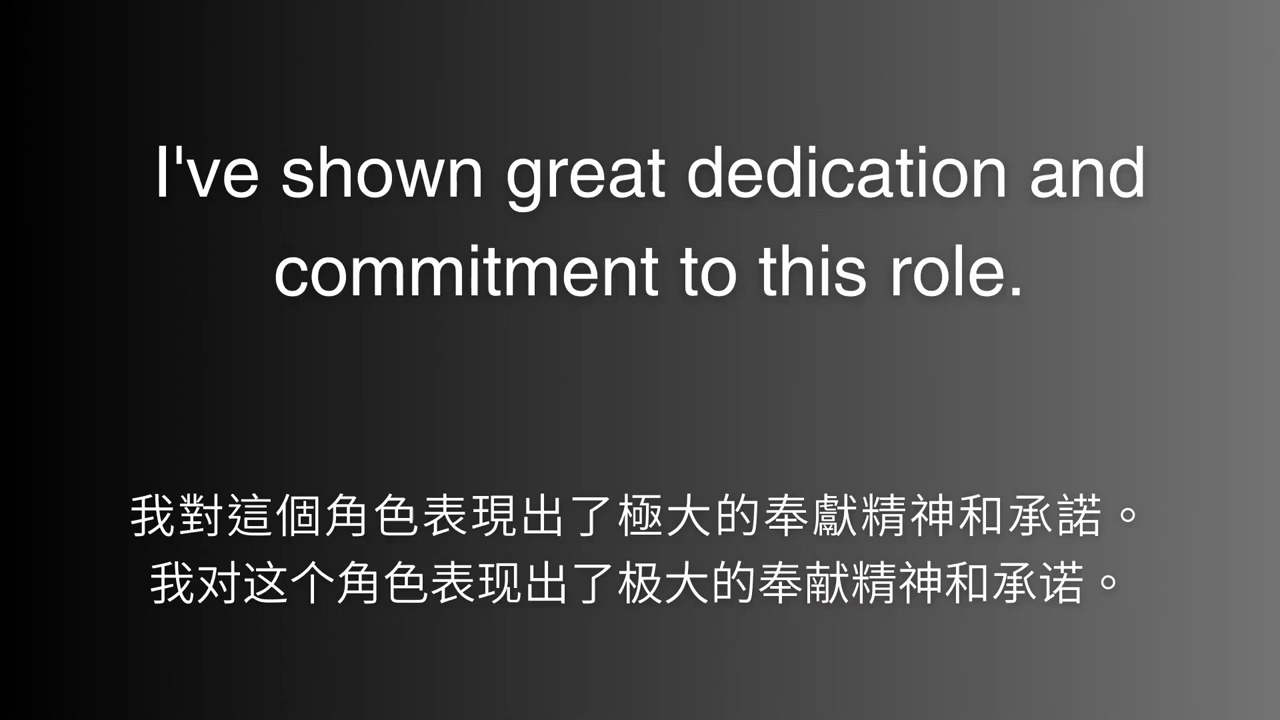 I've shown great dedication and
commitment to this role.
我對這個角色表現出了極大的奉獻精神和承諾。
我对这个角色表现出了极大的奉献精神和承诺。